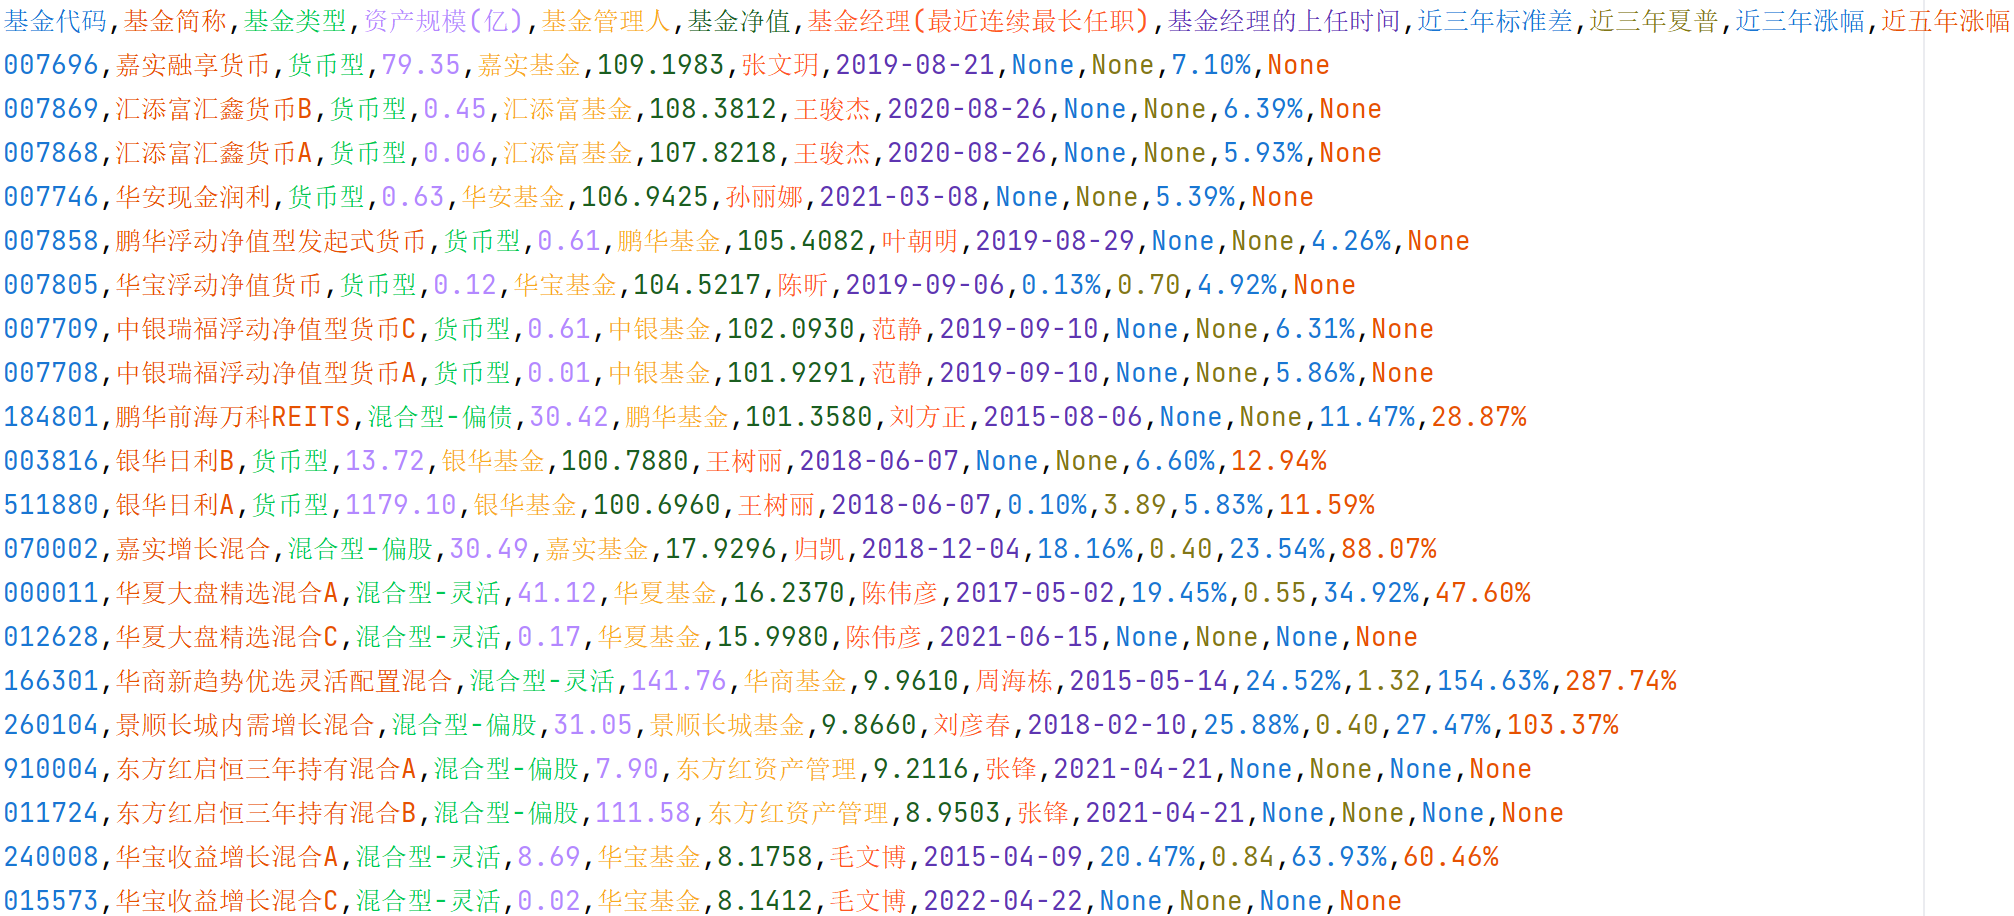 基金代码,基金简称,基金类型,资产规模(亿),基金管理人,基金净值,基金经理(最近连续最长任职),基金经理的上任时间,近三年标准差,近三年夏普,近三年涨幅,近五年涨幅
007696,嘉实融享货币,货币型,79.35,嘉实基金,109.1983,张文玥,2019-08-21,None,None,7.10%,None
007869,汇添富汇鑫货币B,货币型,0.45,汇添富基金,108.3812,王骏杰,2020-08-26,None,None,6.39%,None
007868,汇添富汇鑫货币A,货币型,0.06,汇添富基金,107.8218,王骏杰,2020-08-26,None,None,5.93%,None
007746,华安现金润利,货币型,0.63,华安基金,106.9425,孙丽娜,2021-03-08,None,None,5.39%,None
007858,鹏华浮动净值型发起式货币,货币型,0.61,鹏华基金,105.4082,叶朝明,2019-08-29,None,None,4.26%,None
007805,华宝浮动净值货币,货币型,0.12,华宝基金,104.5217,陈昕,2019-09-06,0.13%,0.70,4.92%,None
007709,中银瑞福浮动净值型货币C,货币型,0.61,中银基金,102.0930,范静,2019-09-10,None,None,6.31%,None
007708,中银瑞福浮动净值型货币A,货币型,0.01,中银基金,101.9291,范静,2019-09-10,None,None,5.86%,None
184801,鹏华前海万科REITS,混合型-偏债,30.42,鹏华基金,101.3580,刘方正,2015-08-06,None,None,11.47%,28.87%
003816,银华日利B,货币型,13.72,银华基金,100.7880,王树丽,2018-06-07,None,None,6.60%,12.94%
511880,银华日利A,货币型,1179.10,银华基金,100.6960,王树丽,2018-06-07,0.10%,3.89,5.83%,11.59%
070002,嘉实增长混合,混合型-偏股,30.49,嘉实基金,17.9296,归凯,2018-12-04,18.16%,0.40,23.54%,88.07%
000011,华夏大盘精选混合A,混合型-灵活,41.12,华夏基金,16.2370,陈伟彦,2017-05-02,19.45%,0.55,34.92%,47.60%
012628,华夏大盘精选混合C,混合型-灵活,0.17,华夏基金,15.9980,陈伟彦,2021-06-15,None,None,None,None
166301,华商新趋势优选灵活配置混合,混合型-灵活,141.76,华商基金,9.9610,周海栋,2015-05-14,24.52%,1.32,154.63%,287.74%
260104,景顺长城内需增长混合,混合型-偏股,31.05,景顺长城基金,9.8660,刘彦春,2018-02-10,25.88%,0.40,27.47%,103.37%
910004,东方红启恒三年持有混合A,混合型-偏股,7.90,东方红资产管理,9.2116,张锋,2021-04-21,None,None,None,None
011724,东方红启恒三年持有混合B,混合型-偏股,111.58,东方红资产管理,8.9503,张锋,2021-04-21,None,None,None,None
240008,华宝收益增长混合A,混合型-灵活,8.69,华宝基金,8.1758,毛文博,2015-04-09,20.47%,0.84,63.93%,60.46%
015573,华宝收益增长混合C,混合型-灵活,0.02,华宝基金,8.1412,毛文博,2022-04-22,None,None,None,None